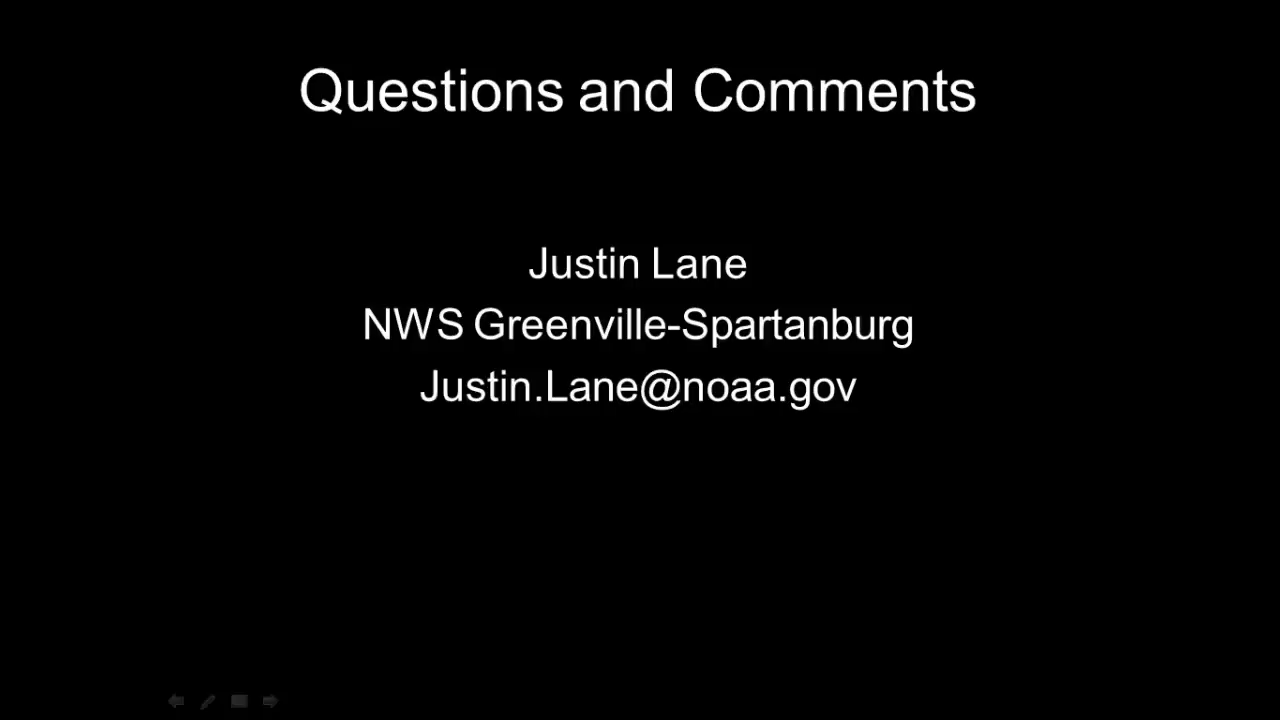 Questions and Comments
Justin Lane
NWS Greenville-Spartanburg
Justin.Lane@noaa.gov